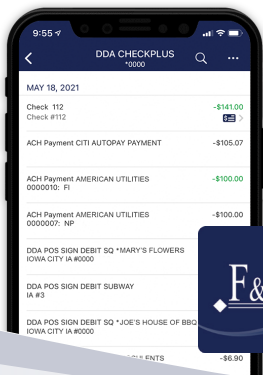 9:55
DDA CHECKPLUS
*0000
MAY 18, 2021
Check 112
-$141.00
Check #112
ACH Payment CITI AUTOPAY PAYMENT
-$105.07
ACH Payment AMERICAN UTILITIES
-$100.00
0000010: FI
ACH Payment AMERICAN UTILITIES
-$100.00
0000007: NP
DDA POS SIGN DEBIT SQ *MARY'S FLOWERS
IOWA CITY IA #0000
DDA POS SIGN DEBIT SUBWAY
IA #3
DDA POS SIGN DEBIT SQ *JOE'S HOUSE OF BBQ
IOWA CITY IA #0000
F&
-$6.90